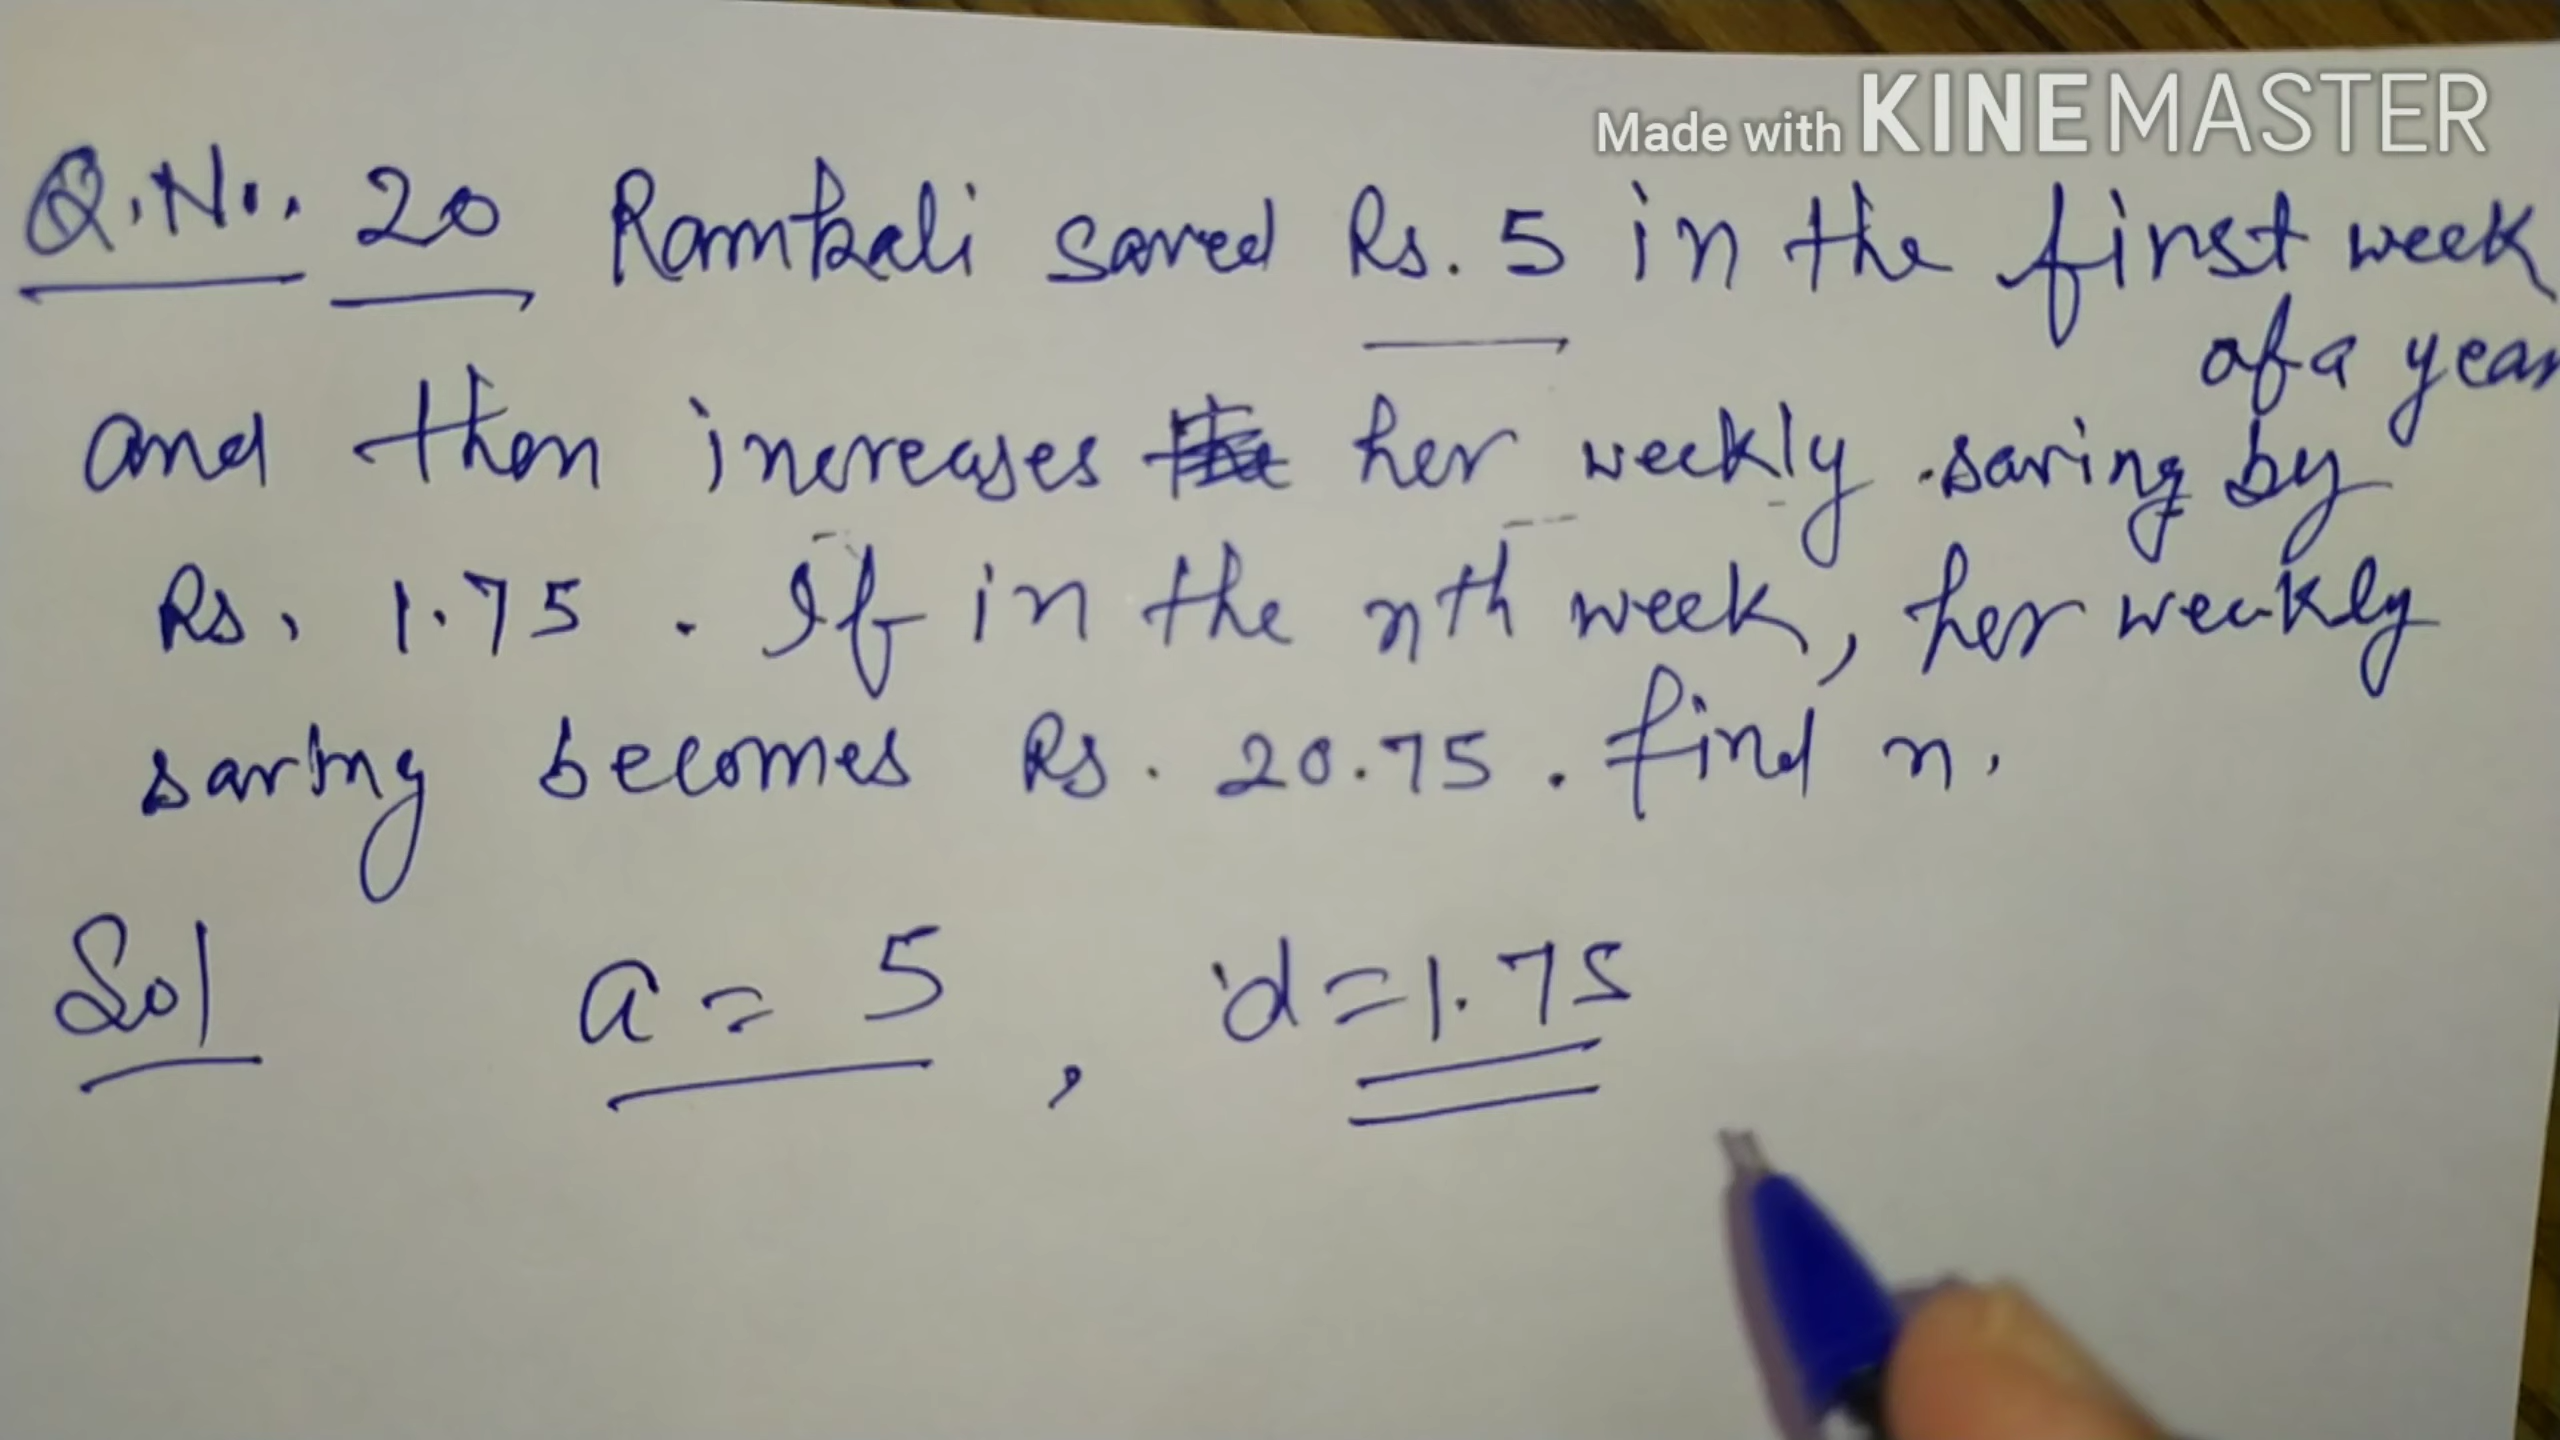 Made with KINEMASTER
Q.No. 20 Ramkali saved Rs. 5 in the first week
of a year
and then increases her weekly saving by
Rs. 1.75. If in the nth week, her weekly
saving becomes Rs. 20.75. find n.
Sol a = 5, d = 1.75